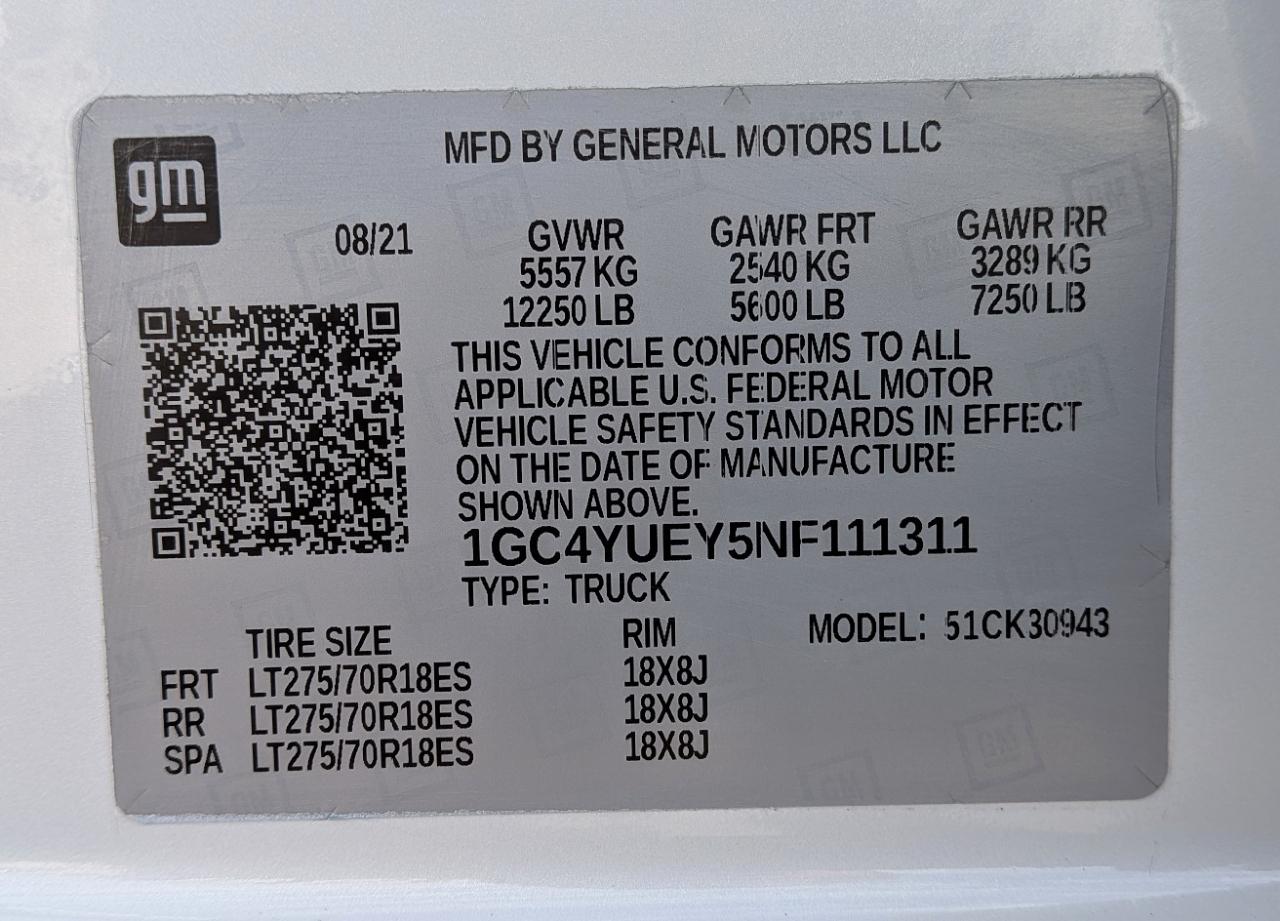 gm
MFD BY GENERAL MOTORS LLC
08/21 GVWR GAWR FRT GAWR RR
5557 KG 2540 KG 3289 KG
12250 LB 5600 LB 7250 LB
THIS VEHICLE CONFORMS TO ALL
APPLICABLE U.S. FEDERAL MOTOR
VEHICLE SAFETY STANDARDS IN EFFECT
ON THE DATE OF MANUFACTURE
SHOWN ABOVE.
1GC4YUEY5NF111311
TYPE: TRUCK
TIRE SIZE RIM MODEL: 51CK30943
FRT LT275/70R18ES 18X8J
RR LT275/70R18ES 18X8J
SPA LT275/70R18ES 18X8J